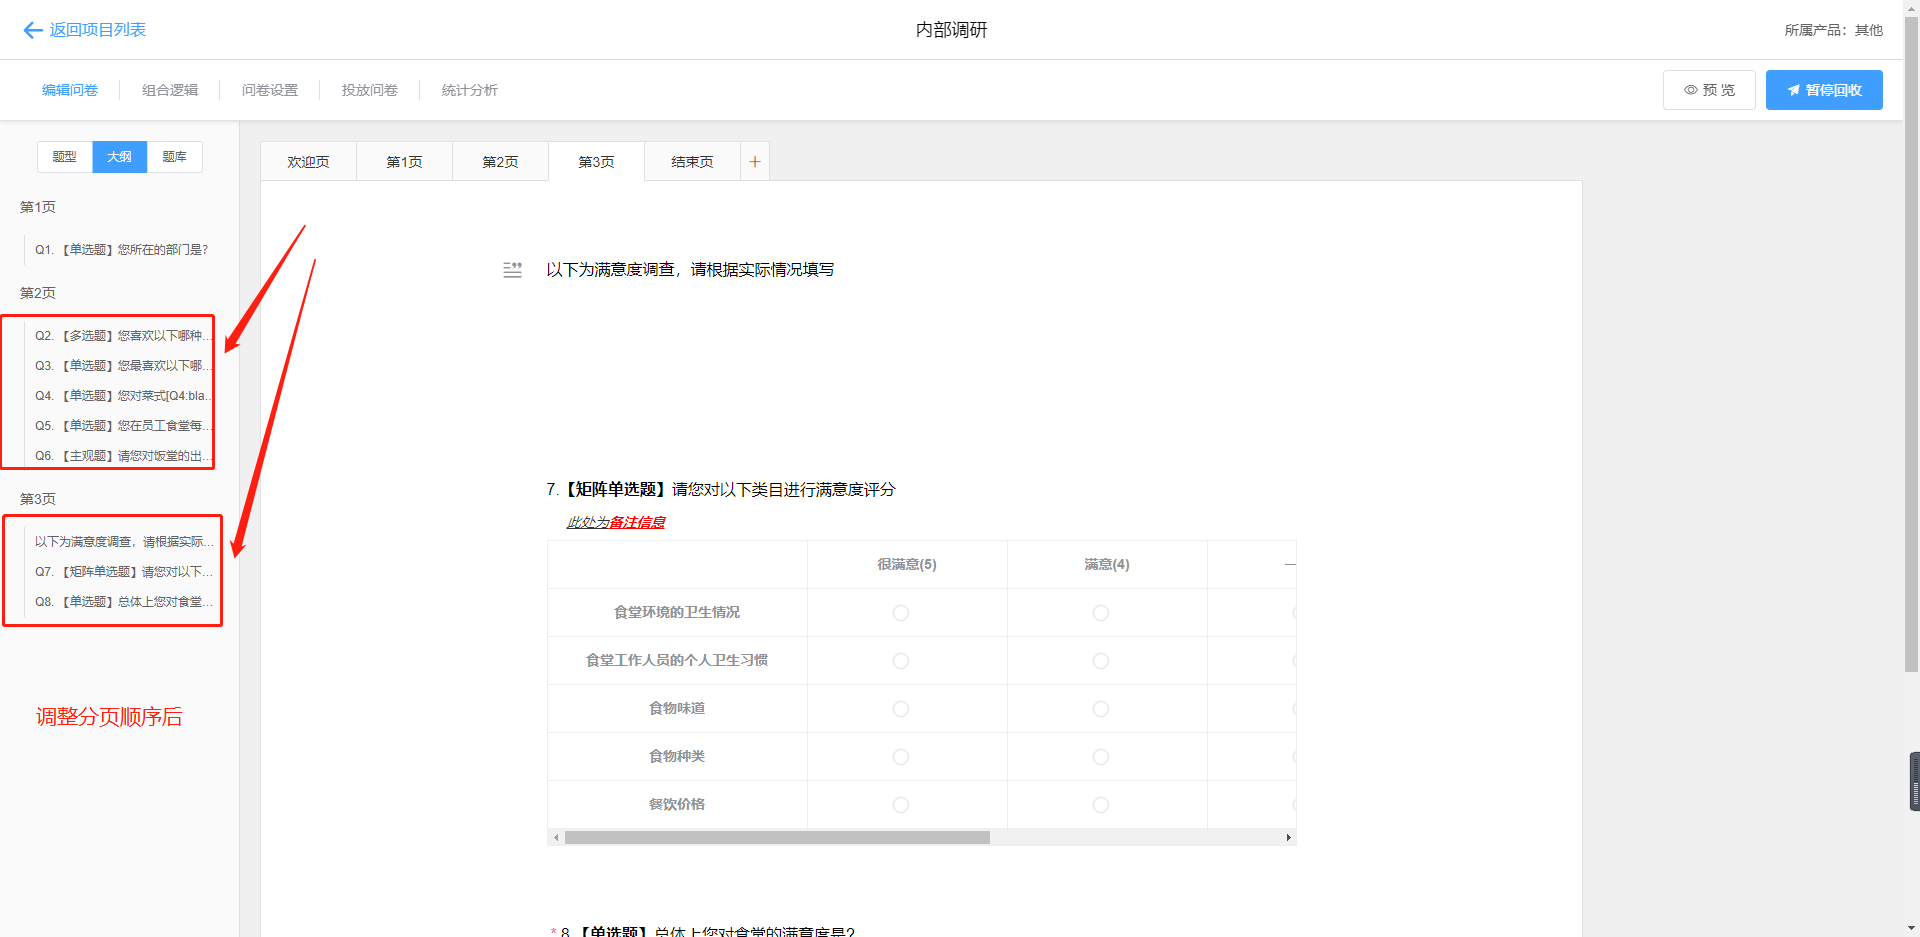 返回项目列表
内部调研
所属产品：其他
编辑问卷
组合逻辑
问卷设置
投放问卷
统计分析
预 览
暂停回收
题型
大纲
题库
欢迎页
第1页
第2页
第3页
结束页
第1页
Q1. 【单选题】您所在的部门是?
第2页
Q2. 【多选题】您喜欢以下哪种...
Q3. 【单选题】您最喜欢以下哪...
Q4. 【单选题】您对菜式[Q4:bla...
Q5. 【单选题】您在员工食堂每...
Q6. 【主观题】请您对饭堂的出...
第3页
以下为满意度调查，请根据实际...
Q7. 【矩阵单选题】请您对以下...
Q8. 【单选题】总体上您对食堂...
调整分页顺序后
以下为满意度调查，请根据实际情况填写
7.【矩阵单选题】请您对以下类目进行满意度评分
此处为备注信息
很满意(5)
满意(4)
一
食堂环境的卫生情况
食堂工作人员的个人卫生习惯
食物味道
食物种类
餐饮价格
* 8.【单选题】总体上您对食堂的满意度是?